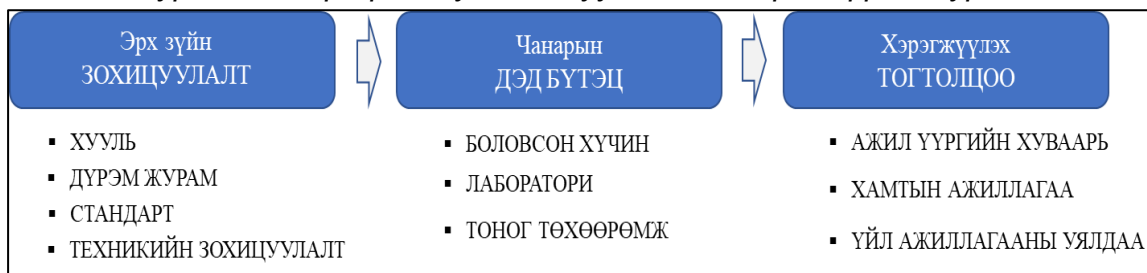 Эрх зүйн
ЗОХИЦУУЛАЛТ
▪ ХУУЛЬ
▪ ДҮРЭМ ЖУРАМ
▪ СТАНДАРТ
▪ ТЕХНИКИЙН ЗОХИЦУУЛАЛТ
Чанарын
ДЭД БҮТЭЦ
▪ БОЛОВСОН ХҮЧИН
▪ ЛАБОРАТОРИ
▪ ТОНОГ ТӨХӨӨРӨМЖ
Хэрэгжүүлэх
ТОГТОЛЦОО
▪ АЖИЛ ҮҮРГИЙН ХУВААРЬ
▪ ХАМТЫН АЖИЛЛАГАА
▪ ҮЙЛ АЖИЛЛАГААНЫ УЯЛДАА